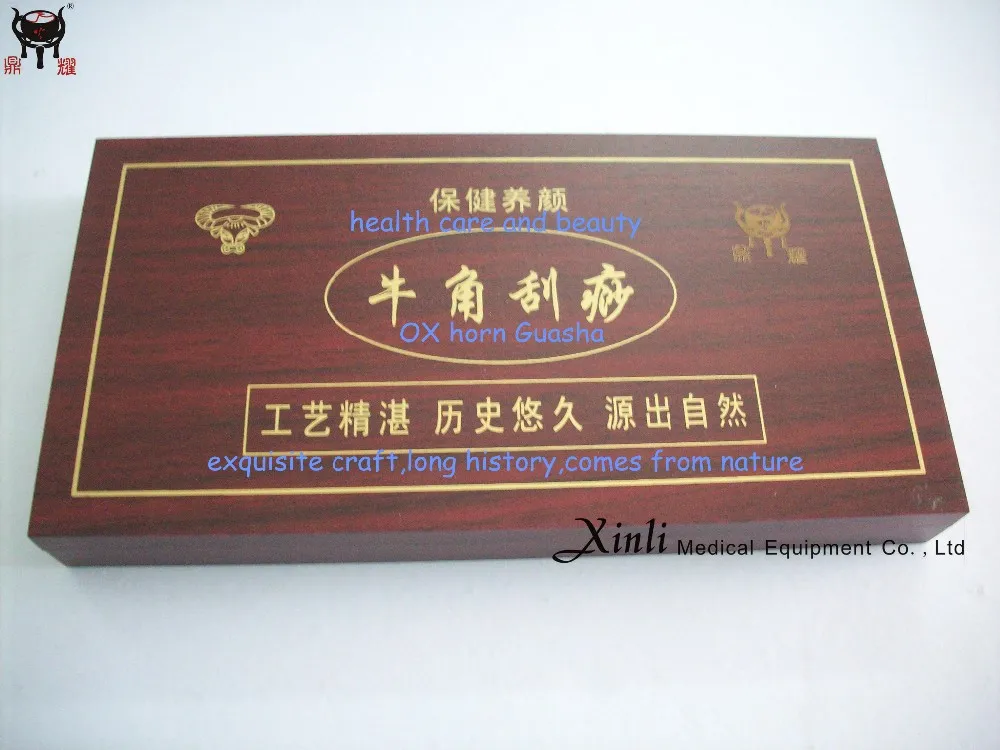 ®
鼎 耀
保健养颜
health care and beauty
鼎 耀
牛角刮痧
OX horn Guasha
工艺精湛 历史悠久 源出自然
exquisite craft,long history,comes from nature
Xinli Medical Equipment Co. , Ltd